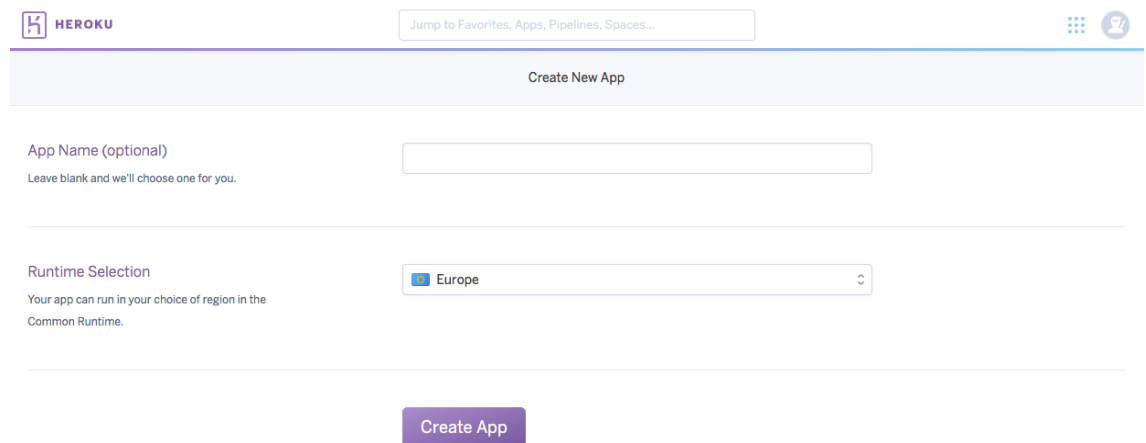 HEROKU
Jump to Favorites, Apps, Pipelines, Spaces...
Create New App
App Name (optional)
Leave blank and we'll choose one for you.
Runtime Selection
Europe
Your app can run in your choice of region in the
Common Runtime.
Create App